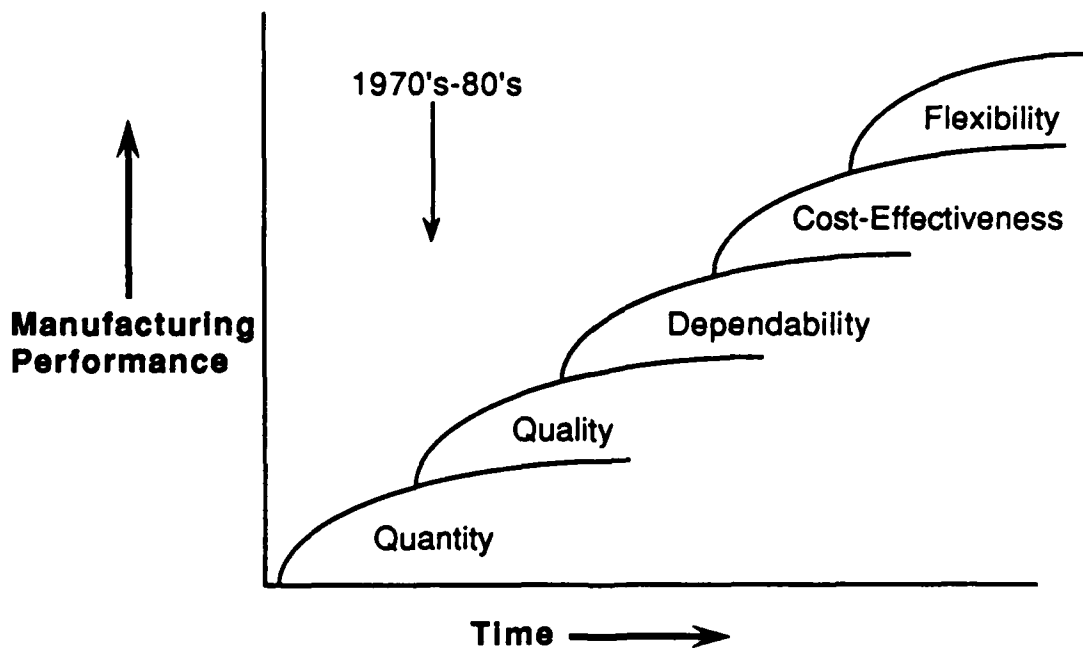 1970's-80's
Flexibility
Cost-Effectiveness
Manufacturing
Performance
Dependability
Quality
Quantity
Time